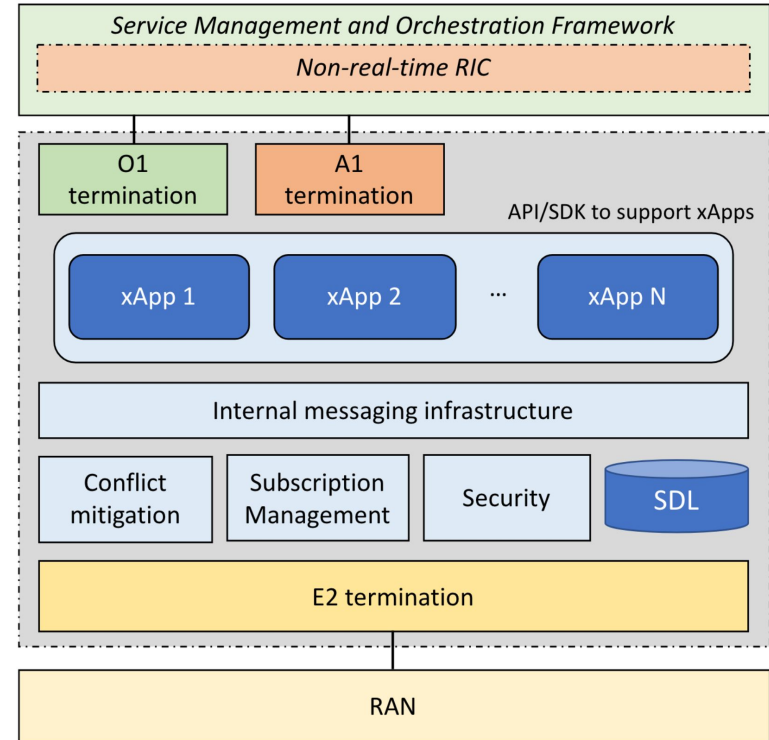 Service Management and Orchestration Framework
Non-real-time RIC
O1
termination
A1
termination
API/SDK to support xApps
xApp 1
xApp 2
...
xApp N
Internal messaging infrastructure
Conflict
mitigation
Subscription
Management
Security
SDL
E2 termination
RAN